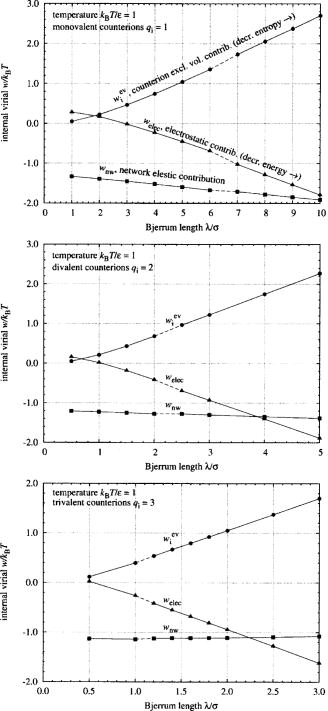 3.0
temperature k_BT/ε = 1
monovalent counterions q_i = 1
2.0
w_i^ev, counterion excl. vol. contrib. (decr. entropy →)
1.0
w_elec, electrostatic contrib. (decr. energy →)
0.0
w_nw, network elestic contribution
-1.0
-2.0
internal virial w/k_BT
0 1 2 3 4 5 6 7 8 9 10
Bjerrum length λ/σ
3.0
temperature k_BT/ε = 1
divalent counterions q_i = 2
2.0
w_i^ev
1.0
0.0
w_elec
-1.0
w_nw
-2.0
internal virial w/k_BT
0 1 2 3 4 5
Bjerrum length λ/σ
3.0
temperature k_BT/ε = 1
trivalent counterions q_i = 3
2.0
w_i^ev
1.0
0.0
w_elec
-1.0
w_nw
-2.0
internal virial w/k_BT
0.0 0.5 1.0 1.5 2.0 2.5 3.0
Bjerrum length λ/σ